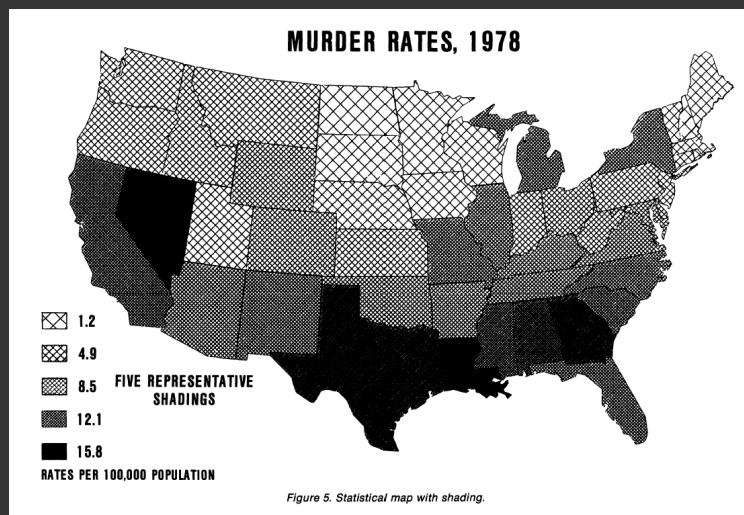 MURDER RATES, 1978
1.2
4.9
8.5
FIVE REPRESENTATIVE
SHADINGS
12.1
15.8
RATES PER 100,000 POPULATION
Figure 5. Statistical map with shading.